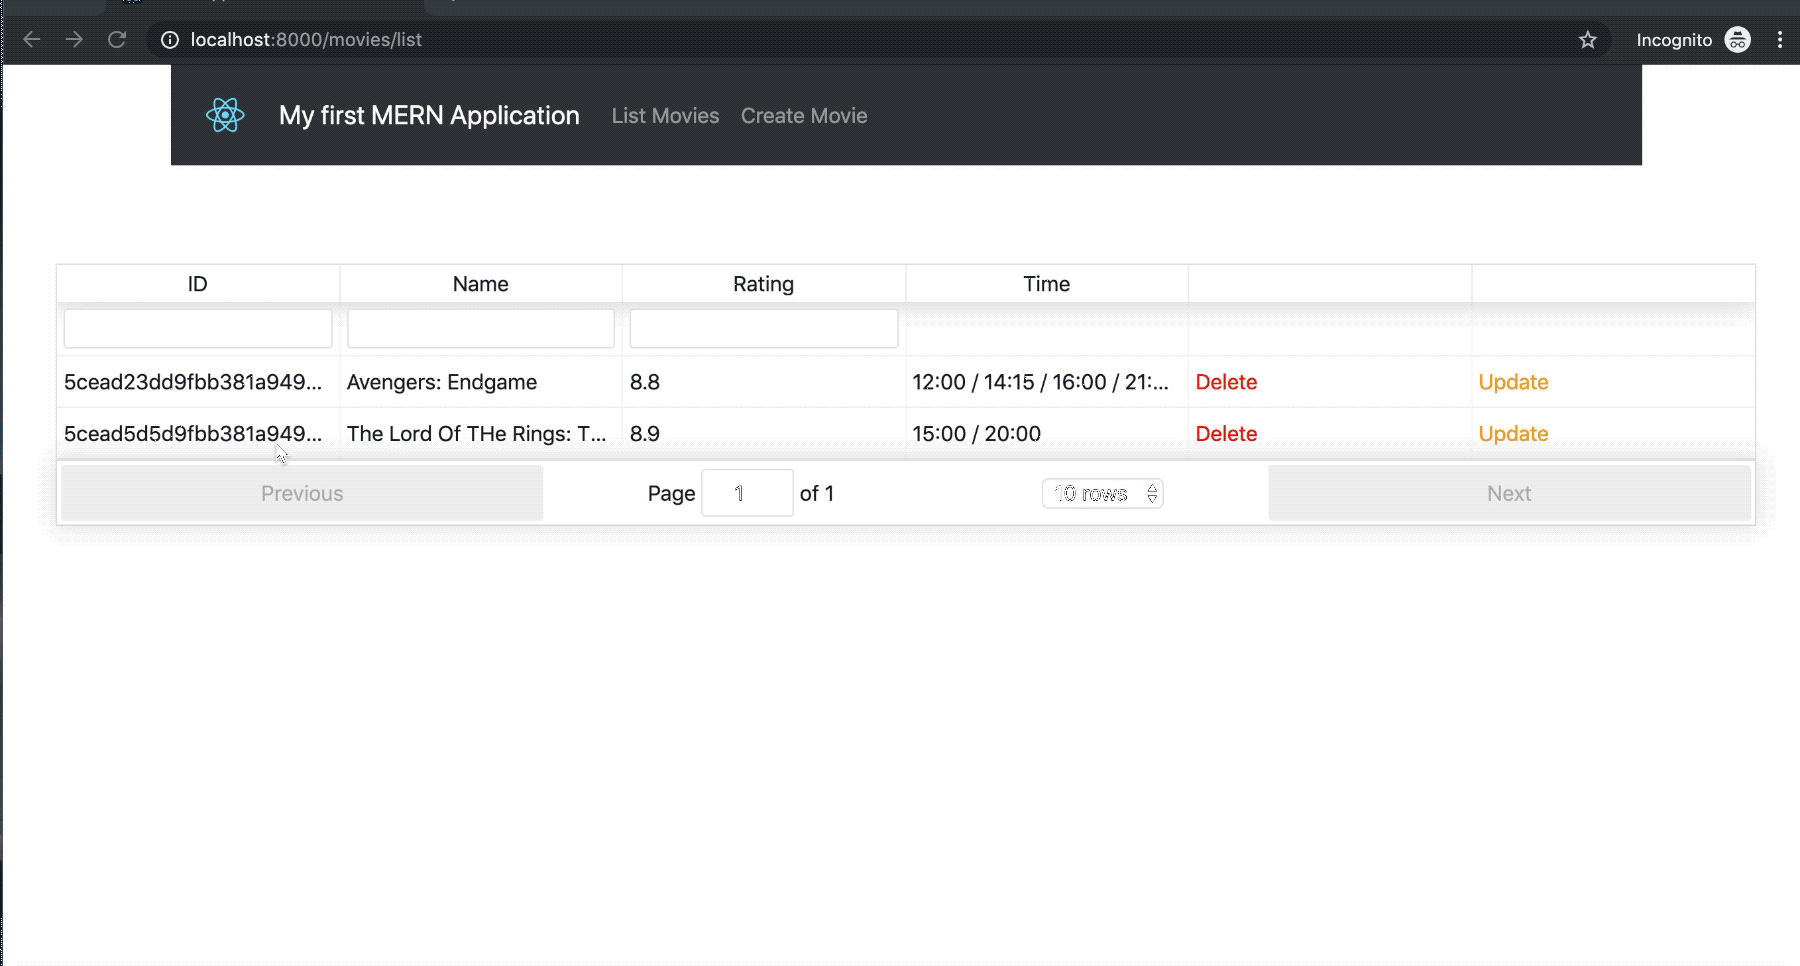 localhost:8000/movies/list
Incognito
My first MERN Application List Movies Create Movie
ID Name Rating Time
5cead23dd9fbb381a949... Avengers: Endgame 8.8 12:00 / 14:15 / 16:00 / 21:... Delete Update
5cead5d5d9fbb381a949... The Lord Of THe Rings: T... 8.9 15:00 / 20:00 Delete Update
Previous Page 1 of 1 10 rows Next